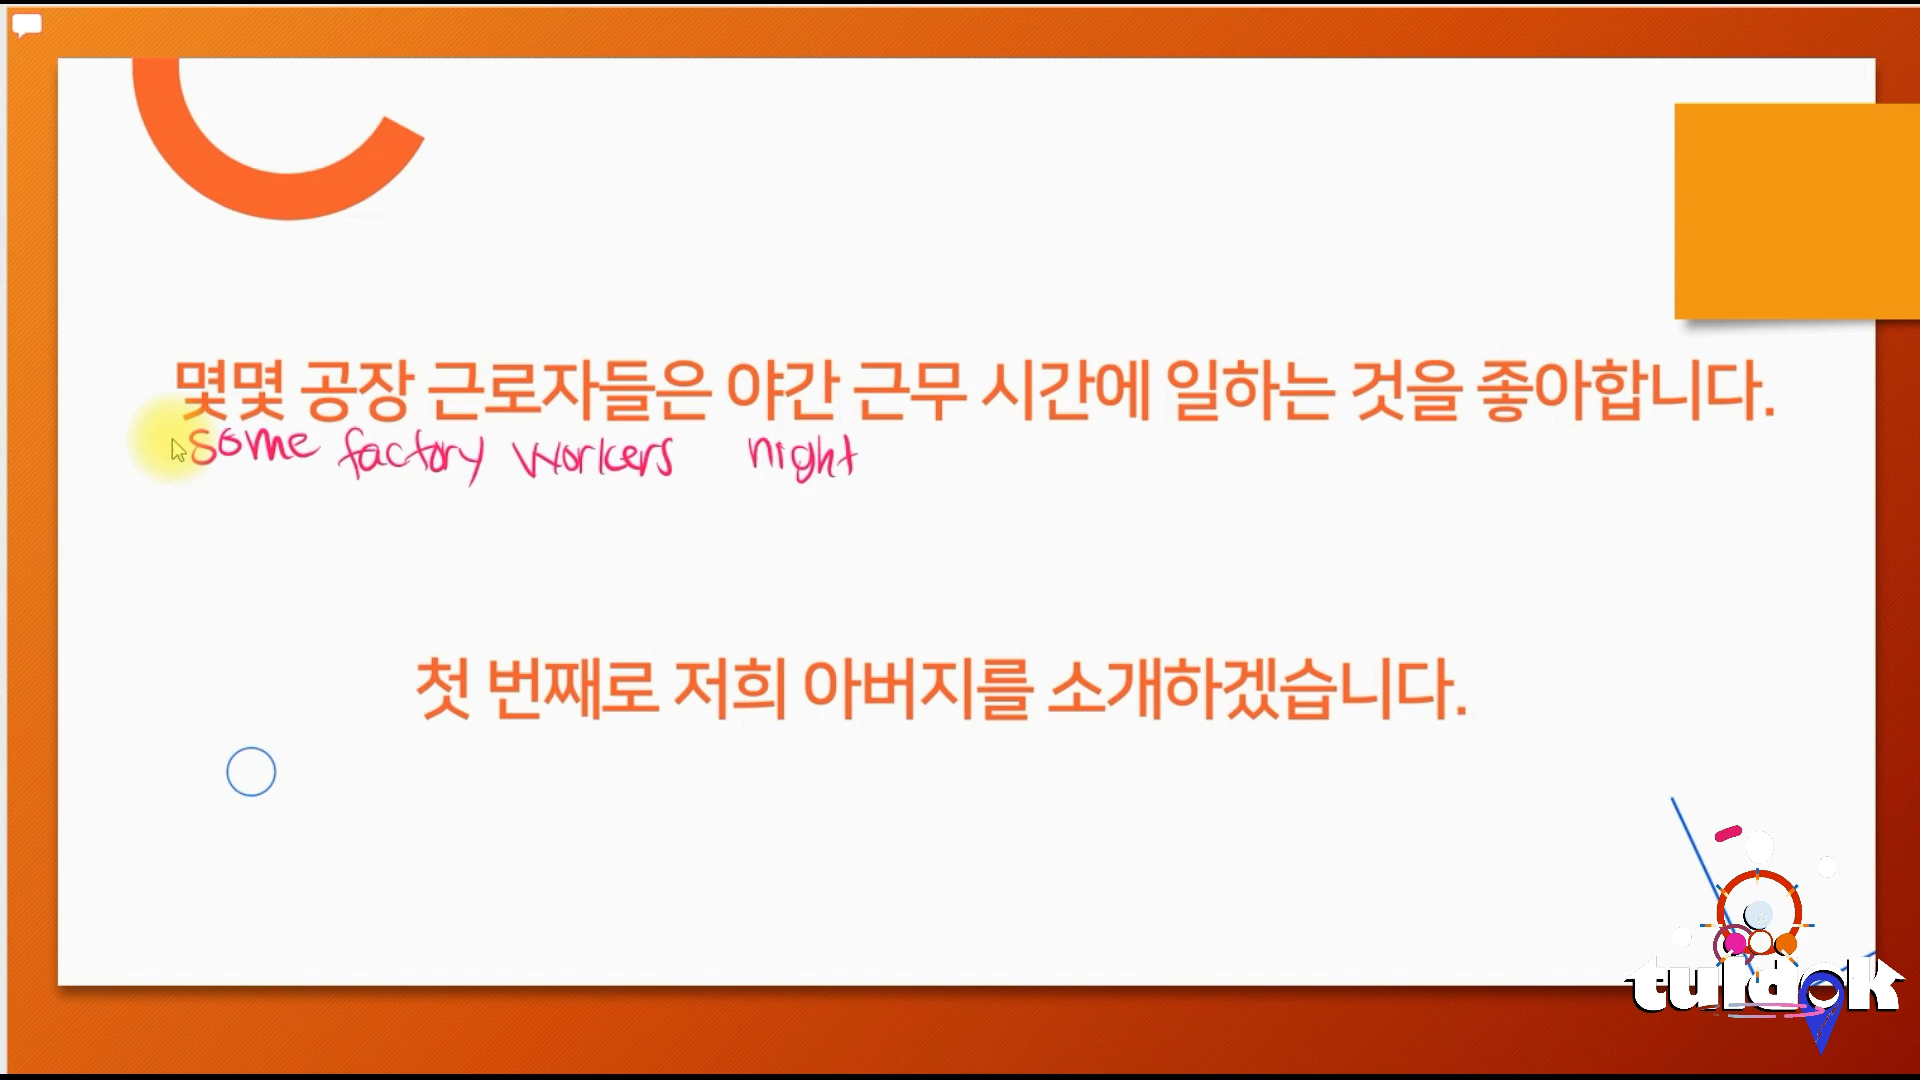 몇몇 공장 근로자들은 야간 근무 시간에 일하는 것을 좋아합니다.
some factory workers night
첫 번째로 저희 아버지를 소개하겠습니다.
tuldok